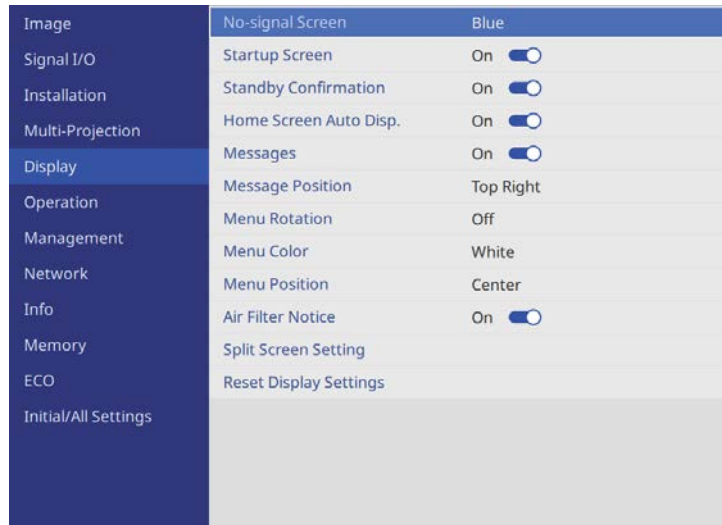 Image
Signal I/O
Installation
Multi-Projection
Display
Operation
Management
Network
Info
Memory
ECO
Initial/All Settings
No-signal Screen Blue
Startup Screen On
Standby Confirmation On
Home Screen Auto Disp. On
Messages On
Message Position Top Right
Menu Rotation Off
Menu Color White
Menu Position Center
Air Filter Notice On
Split Screen Setting
Reset Display Settings